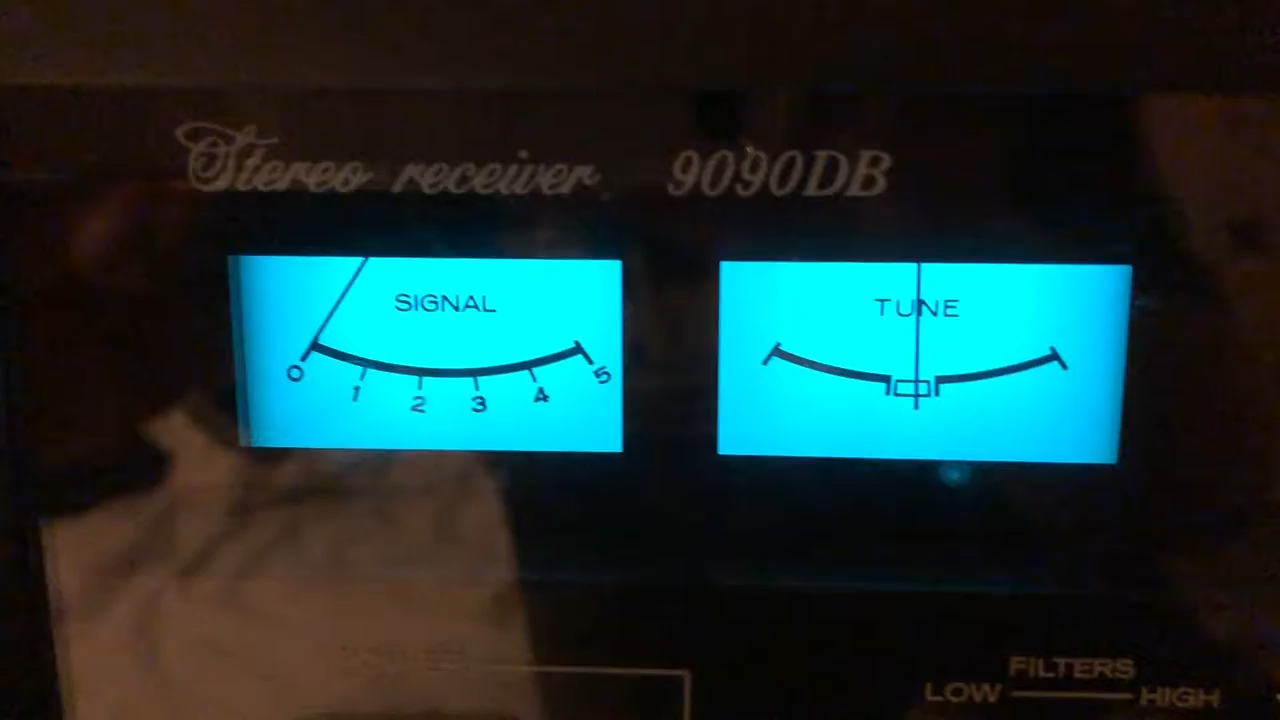 Stereo receiver 9090DB
SIGNAL
0 1 2 3 4 5
TUNE
FILTERS
LOW HIGH